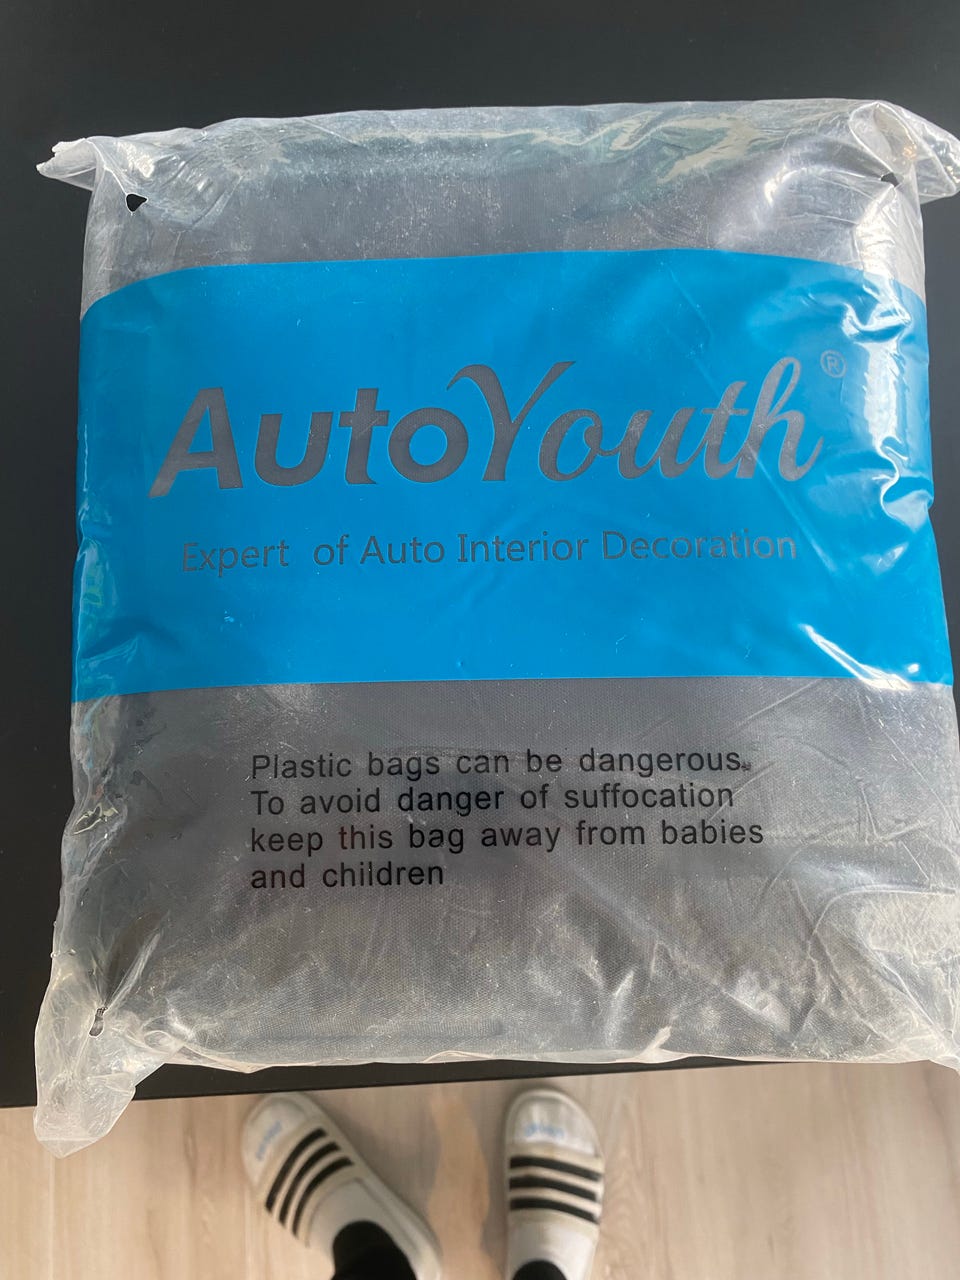 AutoYouth®
Expert of Auto Interior Decoration
Plastic bags can be dangerous.
To avoid danger of suffocation
keep this bag away from babies
and children